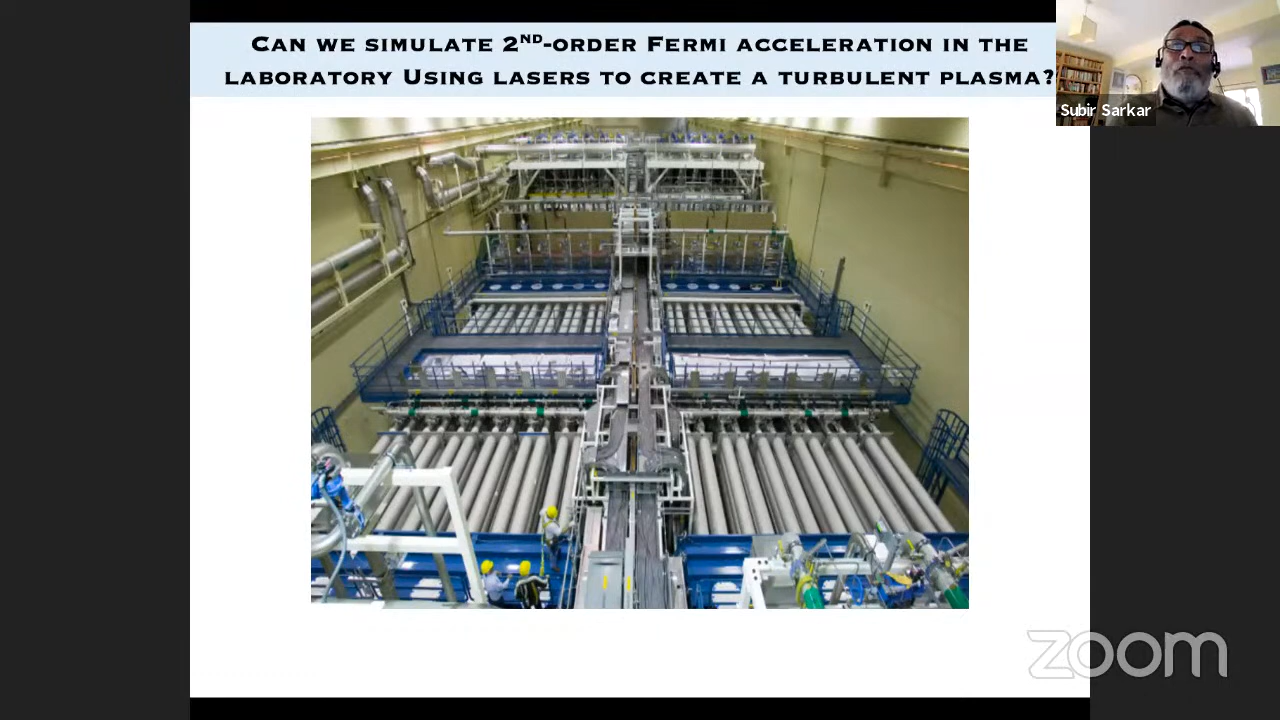 CAN WE SIMULATE 2ND-ORDER FERMI ACCELERATION IN THE
LABORATORY USING LASERS TO CREATE A TURBULENT PLASMA?
Subir Sarkar
zoom